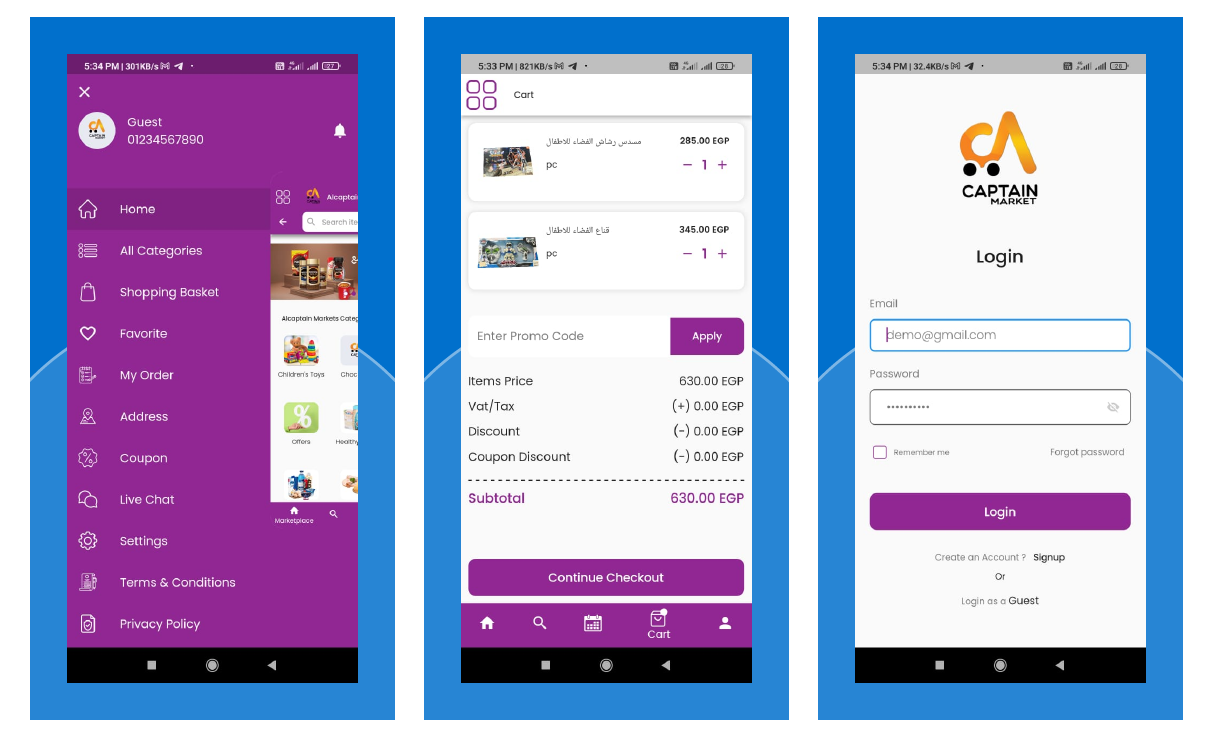 5:34 PM | 301KB/s
27
Guest
01234567890
Home
All Categories
Shopping Basket
Favorite
My Order
Address
Coupon
Live Chat
Settings
Terms & Conditions
Privacy Policy
Alcaptai
Search ite
&
Alcaptain Markets Categ
Children's Toys
Choc
%
Offers
Healthy
Marketplace
5:33 PM | 821KB/s
28
Cart
مسدس رشاش الفضاء للاطفال
285.00 EGP
pc
− 1 +
قناع الفضاء للاطفال
345.00 EGP
pc
− 1 +
Enter Promo Code
Apply
Items Price 630.00 EGP
Vat/Tax (+) 0.00 EGP
Discount (-) 0.00 EGP
Coupon Discount (-) 0.00 EGP
Subtotal 630.00 EGP
Continue Checkout
Cart
5:34 PM | 32.4KB/s
28
CAPTAIN
MARKET
Login
Email
demo@gmail.com
Password
Remember me
Forgot password
Login
Create an Account ? Signup
Or
Login as a Guest